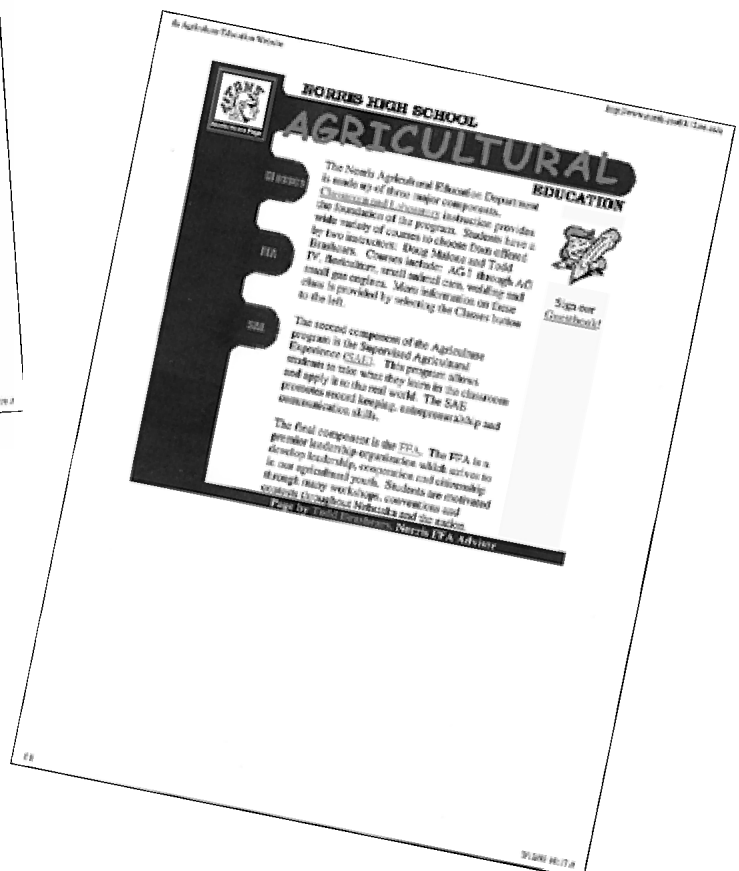 NORRIS HIGH SCHOOL
AGRICULTURAL
EDUCATION
Classes
FFA
SAE
The Norris Agricultural Education Department
is made up of three major components.
Classroom and Laboratory instruction provides
the foundation of the program. Students have a
wide variety of courses to choose from offered
by two instructors; Doug Malone and Todd
Brashears. Courses include: AG 1 through AG
IV, floriculture, small animal care, welding and
small gas engines. More information on these
class is provided by selecting the Classes button
to the left.
Sign our
Guestbook!
The second component of the Agriculture
program is the Supervised Agricultural
Experience (SAE). This program allows
students to take what they learn in the classroom
and apply it to the real world. The SAE
promotes record keeping, entrepreneurship and
communication skills.
The final component is the FFA. The FFA is a
premier leadership organization which strives to
develop leadership, cooperation and citizenship
in our agricultural youth. Students are motivated
through many workshops, conventions and
contests throughout Nebraska and the nation.
Page by Todd Brashears, Norris FFA Advisor